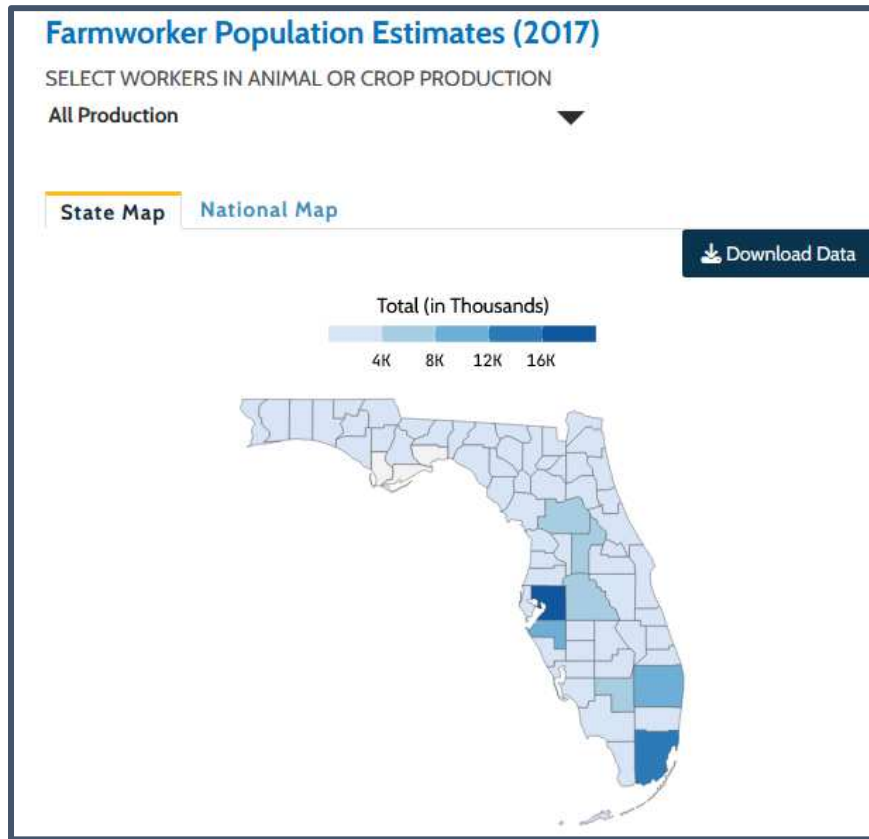 Farmworker Population Estimates (2017)
SELECT WORKERS IN ANIMAL OR CROP PRODUCTION
All Production
State Map National Map
Download Data
Total (in Thousands)
4K 8K 12K 16K